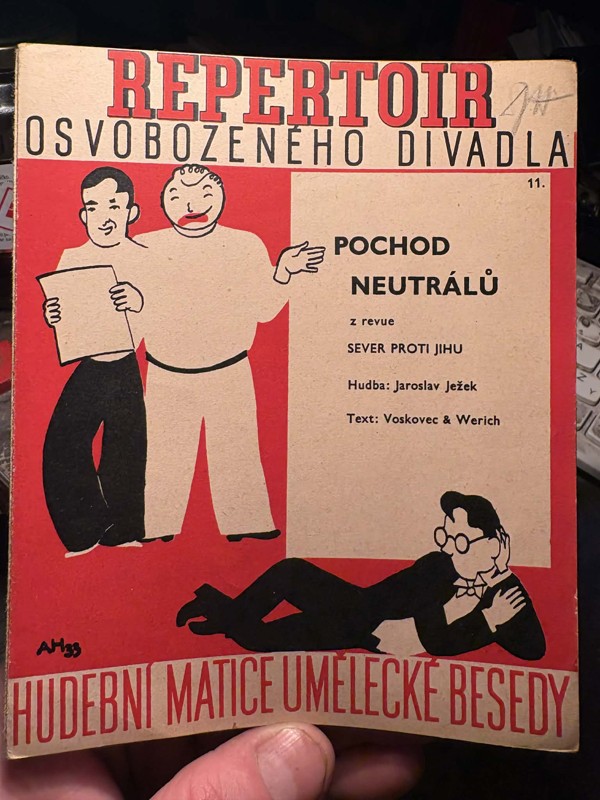 REPERTOIR
OSVOBOZENÉHO DIVADLA
11.
POCHOD
NEUTRÁLŮ
z revue
SEVER PROTI JIHU
Hudba: Jaroslav Ježek
Text: Voskovec & Werich
AH33
HUDEBNÍ MATICE UMĚLECKÉ BESEDY